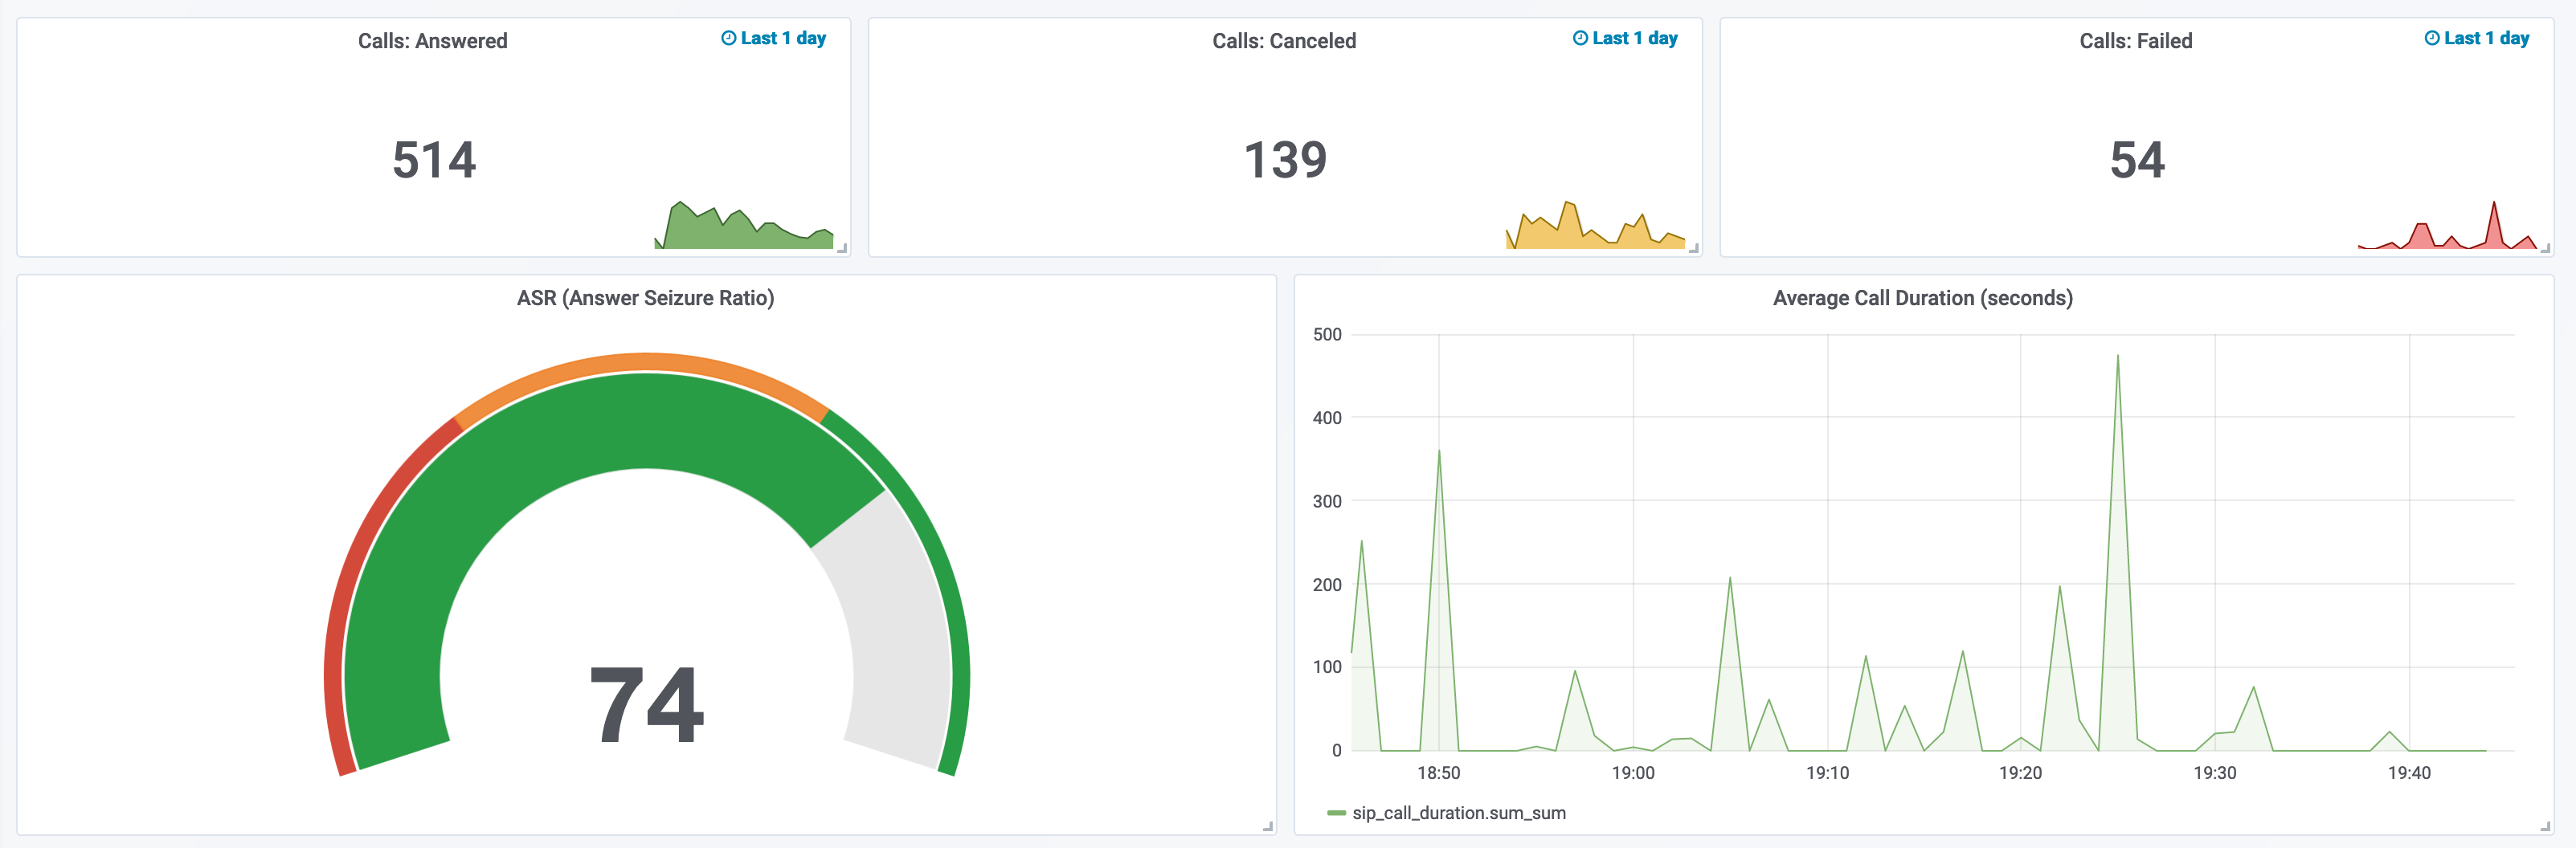 Calls: Answered
Last 1 day
514
Calls: Canceled
Last 1 day
139
Calls: Failed
Last 1 day
54
ASR (Answer Seizure Ratio)
74
Average Call Duration (seconds)
500
400
300
200
100
0
18:50
19:00
19:10
19:20
19:30
19:40
sip_call_duration.sum_sum